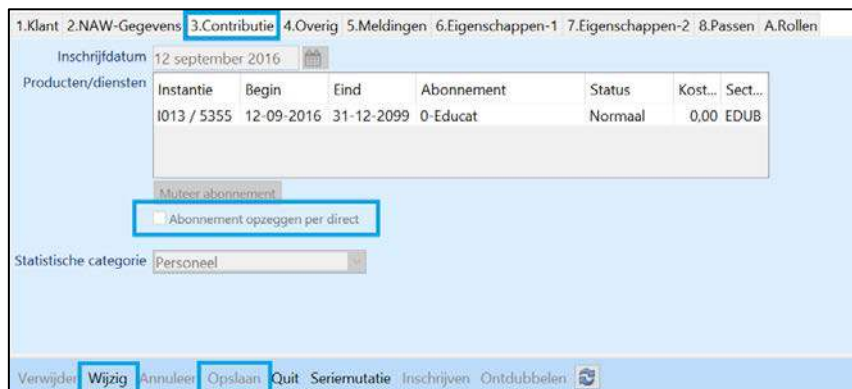 1.Klant 2.NAW-Gegevens 3.Contributie 4.Overig 5.Meldingen 6.Eigenschappen-1 7.Eigenschappen-2 8.Passen A.Rollen
Inschrijfdatum 12 september 2016
Producten/diensten Instantie Begin Eind Abonnement Status Kost... Sect...
I013 / 5355 12-09-2016 31-12-2099 0-Educat Normaal 0,00 EDUB
Muteer abonnement
Abonnement opzeggen per direct
Statistische categorie Personeel
Verwijder Wijzig Annuleer Opslaan Quit Seriemutatie Inschrijven Ontdubbelen